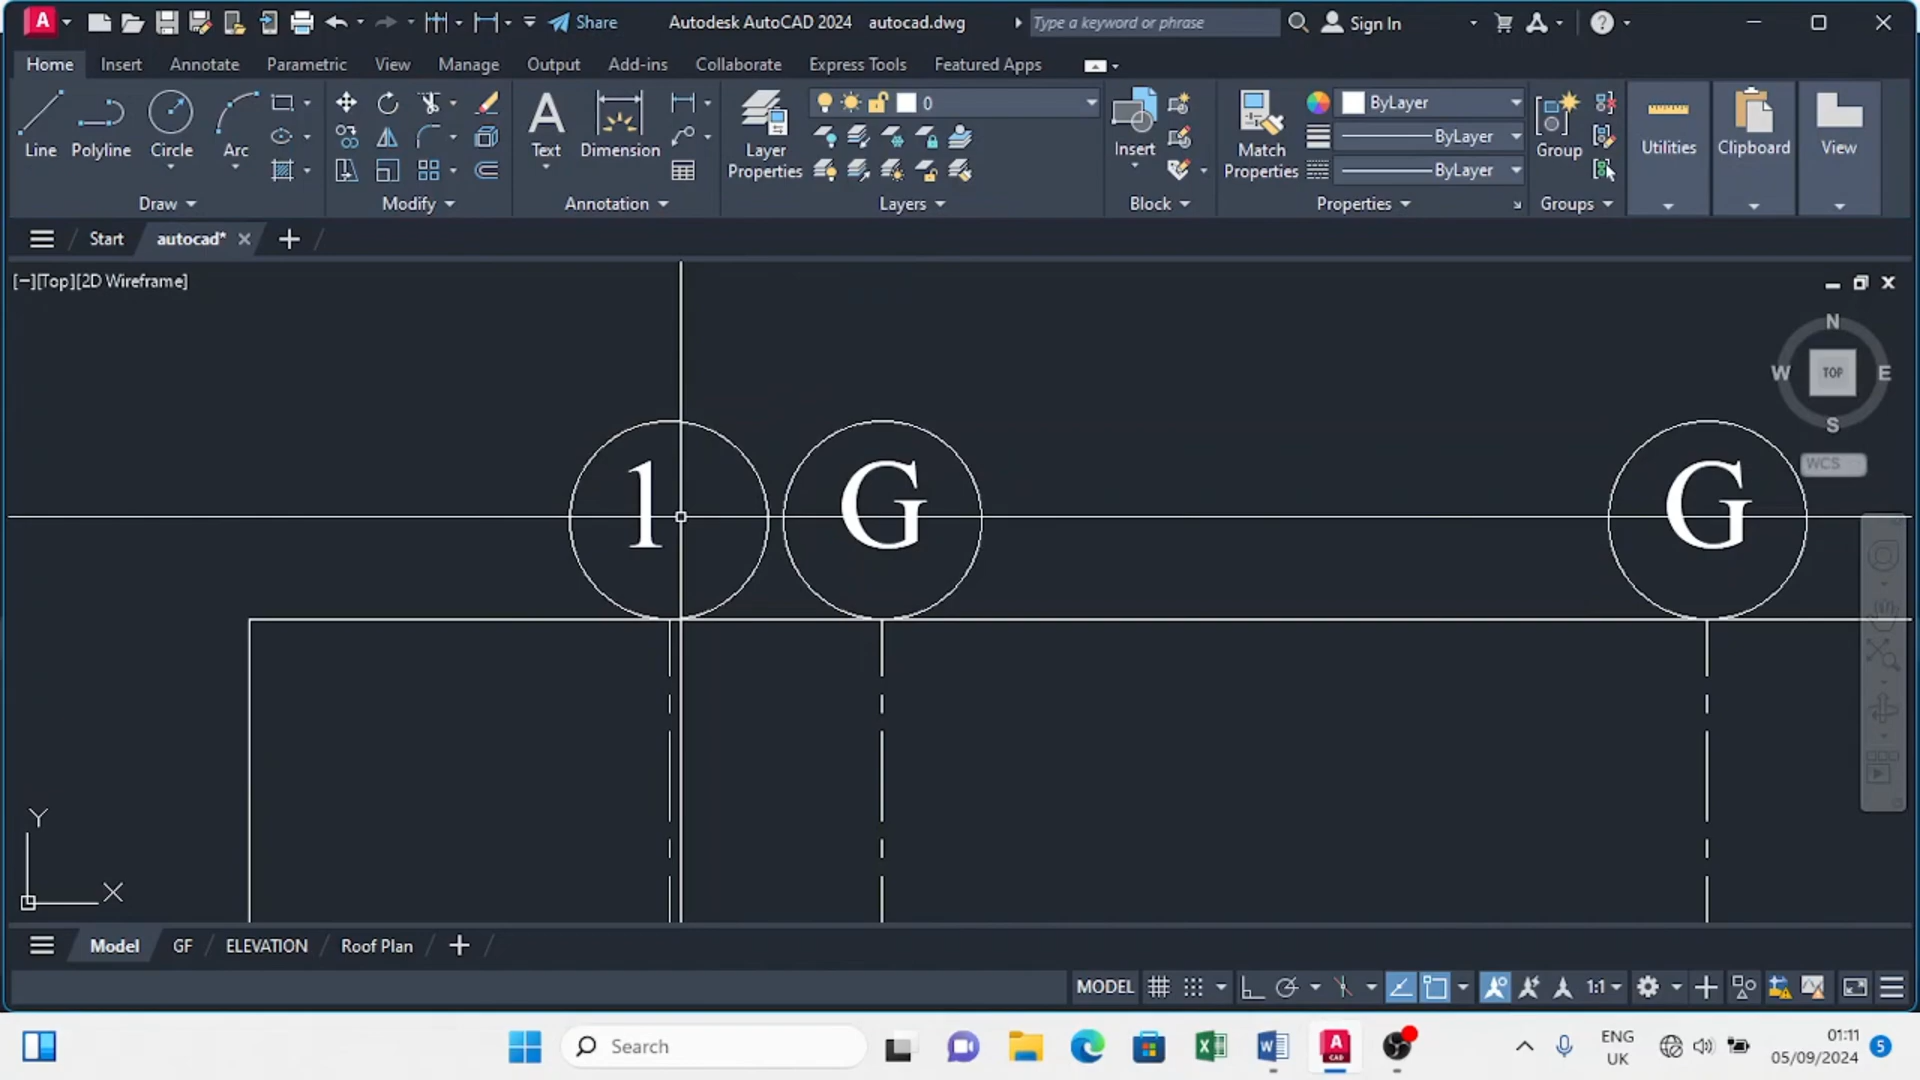 A Share Autodesk AutoCAD 2024 autocad.dwg Type a keyword or phrase Sign In
Home Insert Annotate Parametric View Manage Output Add-ins Collaborate Express Tools Featured Apps
Line Polyline Circle Arc
Text Dimension
Layer Properties
0
Insert
Match Properties
ByLayer
ByLayer
ByLayer
Group
Utilities Clipboard View
Draw Modify Annotation Layers Block Properties Groups
Start autocad*
[−][Top][2D Wireframe]
N
W TOP E
S
WCS
1 G G
Y
X
Model GF ELEVATION Roof Plan
MODEL 1:1
Search
A CAD
ENG
UK
01:11
05/09/2024
5